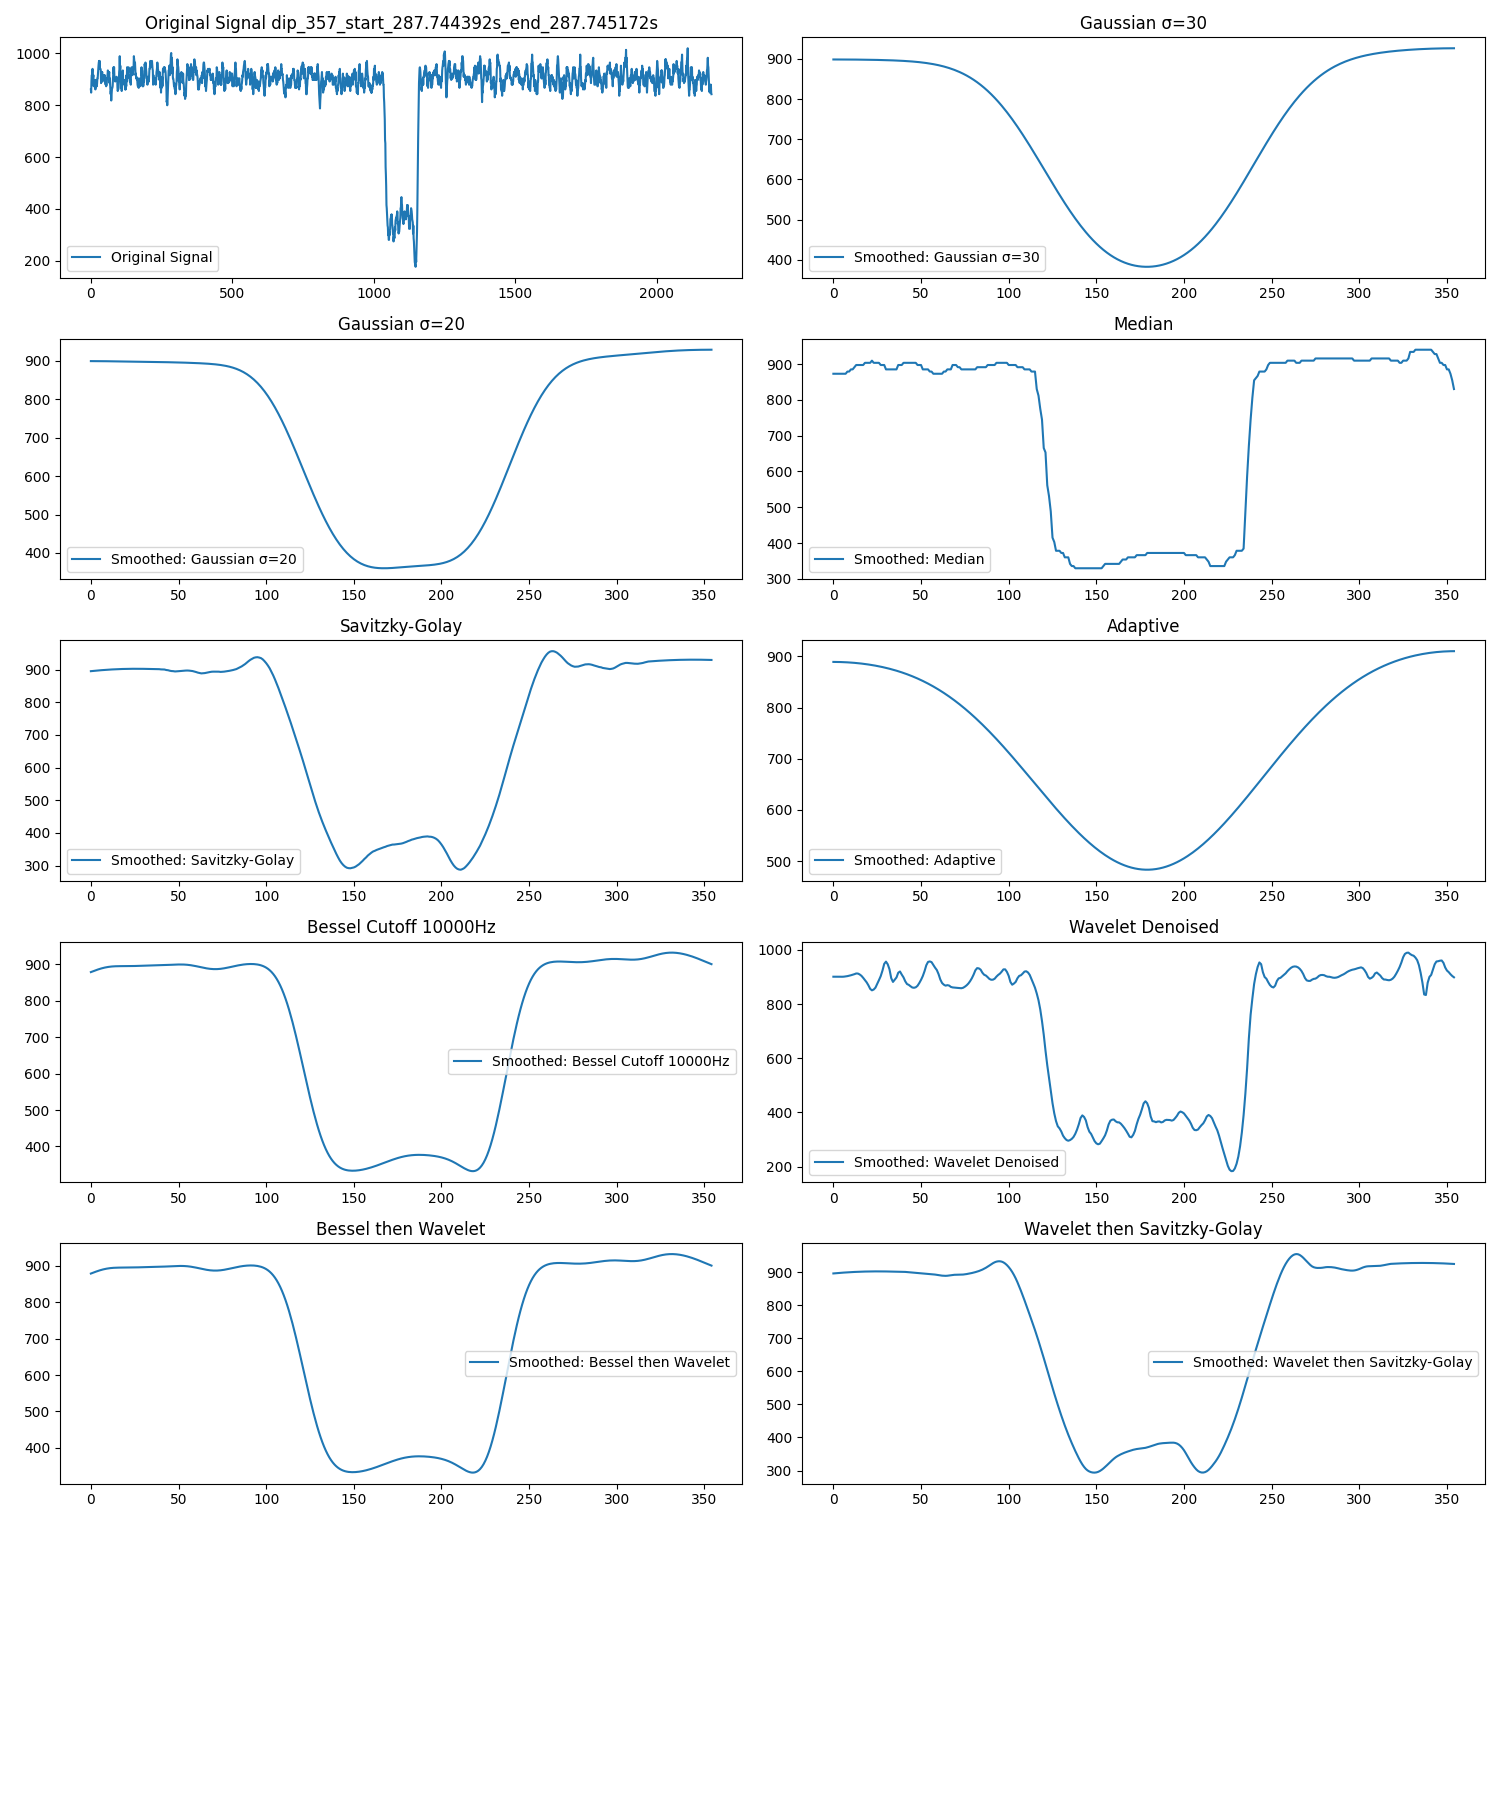 Original Signal dip_357_start_287.744392s_end_287.745172s
1000
800
600
400
200
Original Signal
0 500 1000 1500 2000
Gaussian σ=30
900
800
700
600
500
400
Smoothed: Gaussian σ=30
0 50 100 150 200 250 300 350
Gaussian σ=20
900
800
700
600
500
400
Smoothed: Gaussian σ=20
0 50 100 150 200 250 300 350
Median
900
800
700
600
500
400
300
Smoothed: Median
0 50 100 150 200 250 300 350
Savitzky-Golay
900
800
700
600
500
400
300
Smoothed: Savitzky-Golay
0 50 100 150 200 250 300 350
Adaptive
900
800
700
600
500
Smoothed: Adaptive
0 50 100 150 200 250 300 350
Bessel Cutoff 10000Hz
900
800
700
600
500
400
Smoothed: Bessel Cutoff 10000Hz
0 50 100 150 200 250 300 350
Wavelet Denoised
1000
800
600
400
200
Smoothed: Wavelet Denoised
0 50 100 150 200 250 300 350
Bessel then Wavelet
900
800
700
600
500
400
Smoothed: Bessel then Wavelet
0 50 100 150 200 250 300 350
Wavelet then Savitzky-Golay
900
800
700
600
500
400
300
Smoothed: Wavelet then Savitzky-Golay
0 50 100 150 200 250 300 350